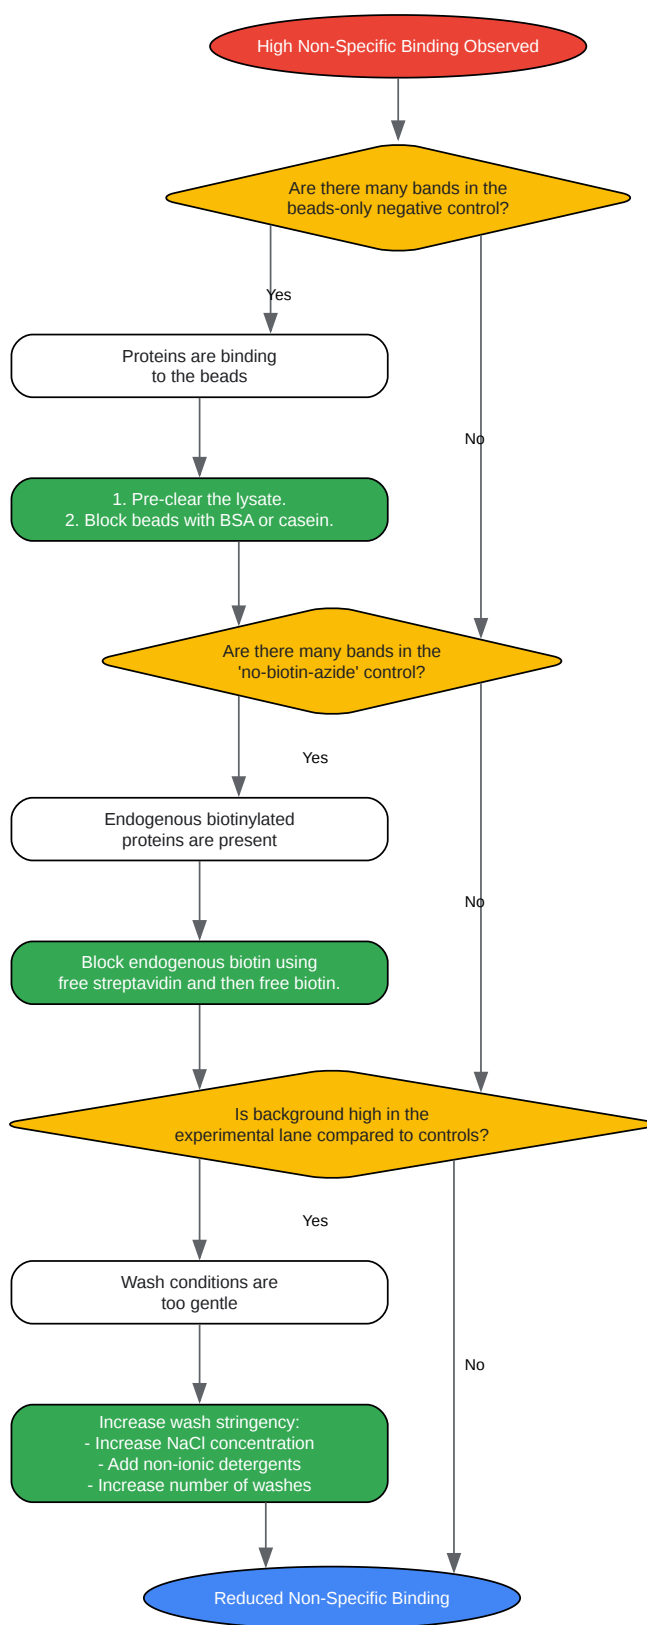 High Non-Specific Binding Observed
Are there many bands in the
beads-only negative control?
Yes
Proteins are binding
to the beads
No
1. Pre-clear the lysate.
2. Block beads with BSA or casein.
Are there many bands in the
'no-biotin-azide' control?
Yes
Endogenous biotinylated
proteins are present
No
Block endogenous biotin using
free streptavidin and then free biotin.
Is background high in the
experimental lane compared to controls?
Yes
Wash conditions are
too gentle
No
Increase wash stringency:
- Increase NaCl concentration
- Add non-ionic detergents
- Increase number of washes
Reduced Non-Specific Binding